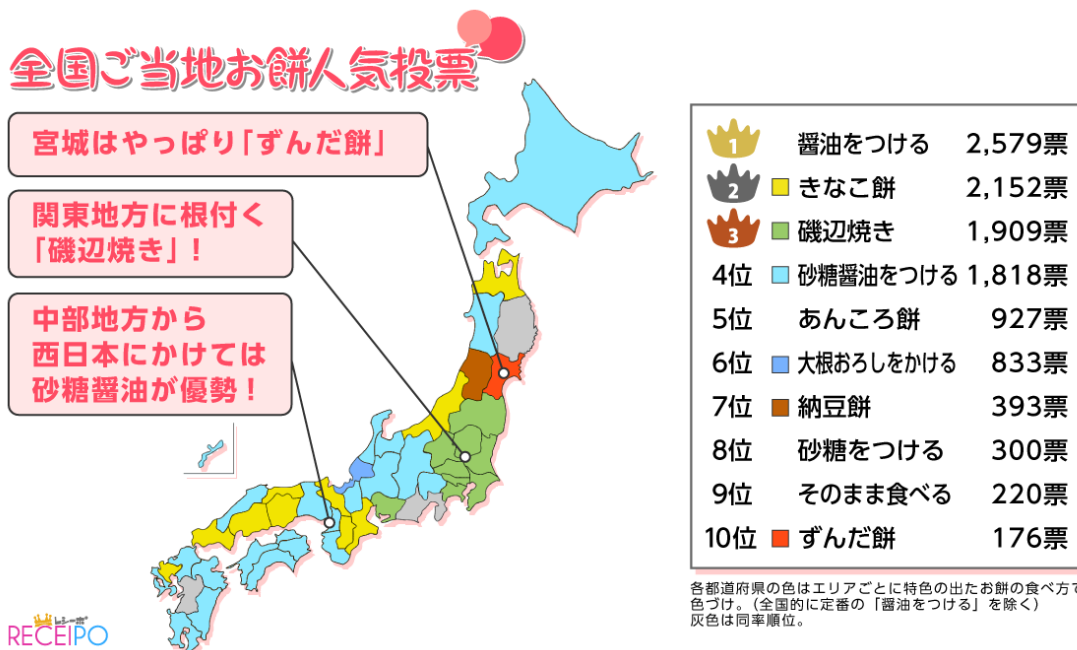 全国ご当地お餅人気投票
宮城はやっぱり「ずんだ餅」
関東地方に根付く
「磯辺焼き」！
中部地方から
西日本にかけては
砂糖醤油が優勢！
1 醤油をつける 2,579票
2 きなこ餅 2,152票
3 磯辺焼き 1,909票
4位 砂糖醤油をつける 1,818票
5位 あんころ餅 927票
6位 大根おろしをかける 833票
7位 納豆餅 393票
8位 砂糖をつける 300票
9位 そのまま食べる 220票
10位 ずんだ餅 176票
各都道府県の色はエリアごとに特色の出たお餅の食べ方で
色づけ。（全国的に定番の「醤油をつける」を除く）
灰色は同率順位。
レシーポ
RECEIPO